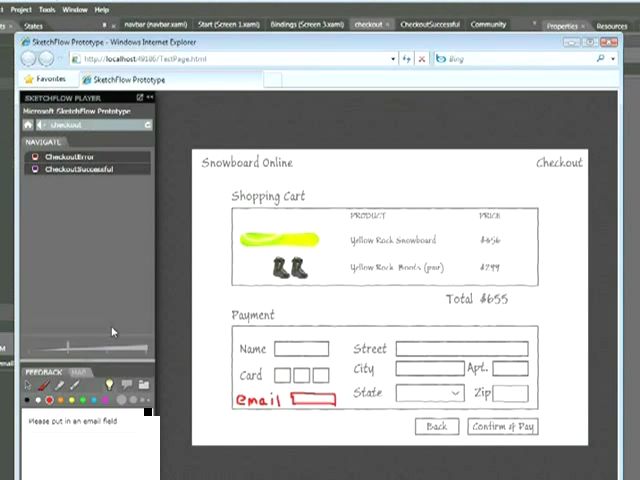 Project Tools Window Help
States
navbar (navbar.xaml) Start (Screen 1.xaml) Bindings (Screen 3.xaml) checkout CheckoutSuccessful Community
Properties Resources
SketchFlow Prototype - Windows Internet Explorer
http://localhost:49186/TestPage.html
Bing
Favorites SketchFlow Prototype
SKETCHFLOW PLAYER
Microsoft SketchFlow Prototype
checkout
NAVIGATE
CheckoutError
CheckoutSuccessful
FEEDBACK MAP
Please put in an email field
Snowboard Online Checkout
Shopping Cart
PRODUCT PRICE
Yellow Rock Snowboard $656
Yellow Rock Boots (pair) $299
Total $655
Payment
Name Street
Card City Apt.
email State Zip
Back Confirm & Pay